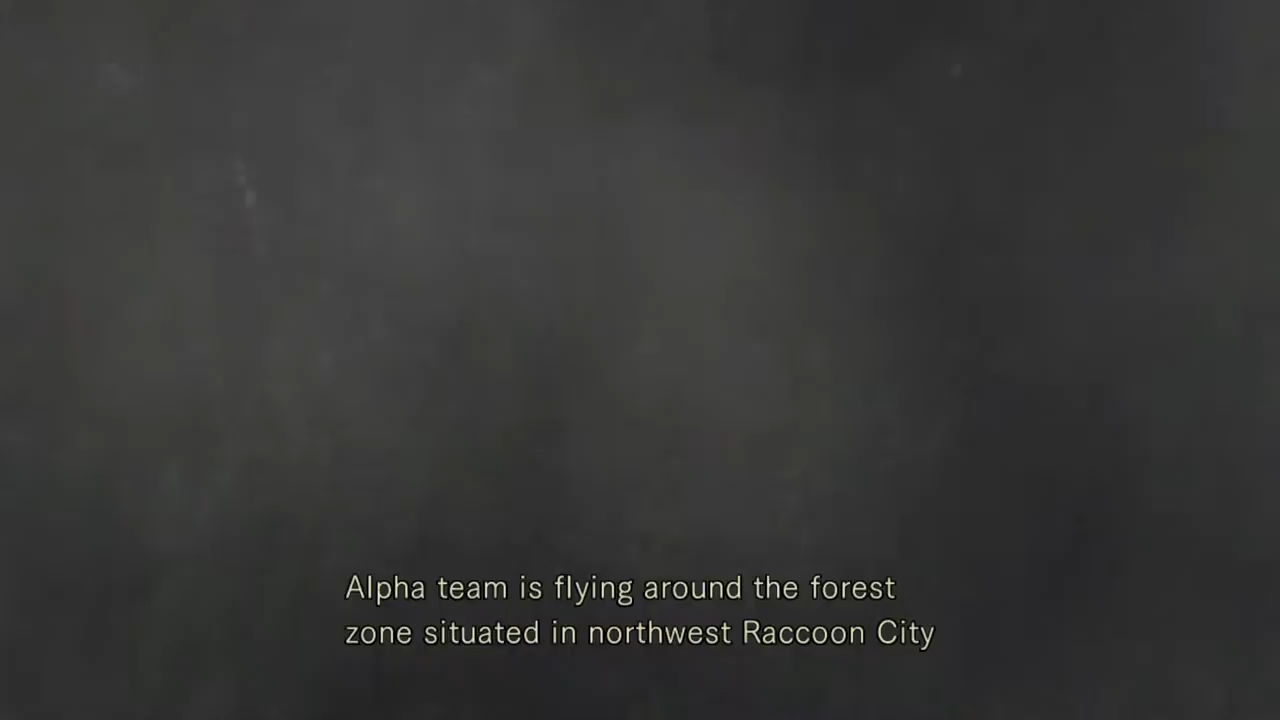 Alpha team is flying around the forest
zone situated in northwest Raccoon City